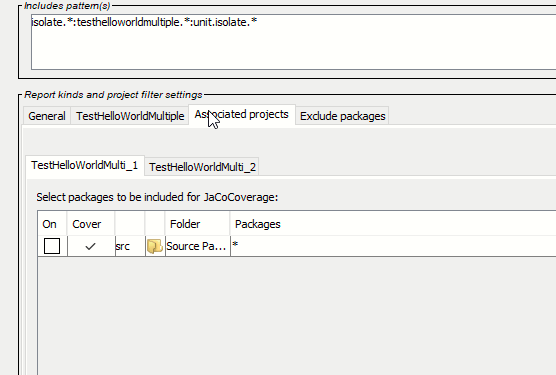 Includes pattern(s)
isolate.*:testhelloworldmultiple.*:unit.isolate.*
Report kinds and project filter settings
General TestHelloWorldMultiple Associated projects Exclude packages
TestHelloWorldMulti_1 TestHelloWorldMulti_2
Select packages to be included for JaCoCoverage:
On Cover Folder Packages
src Source Pa... *